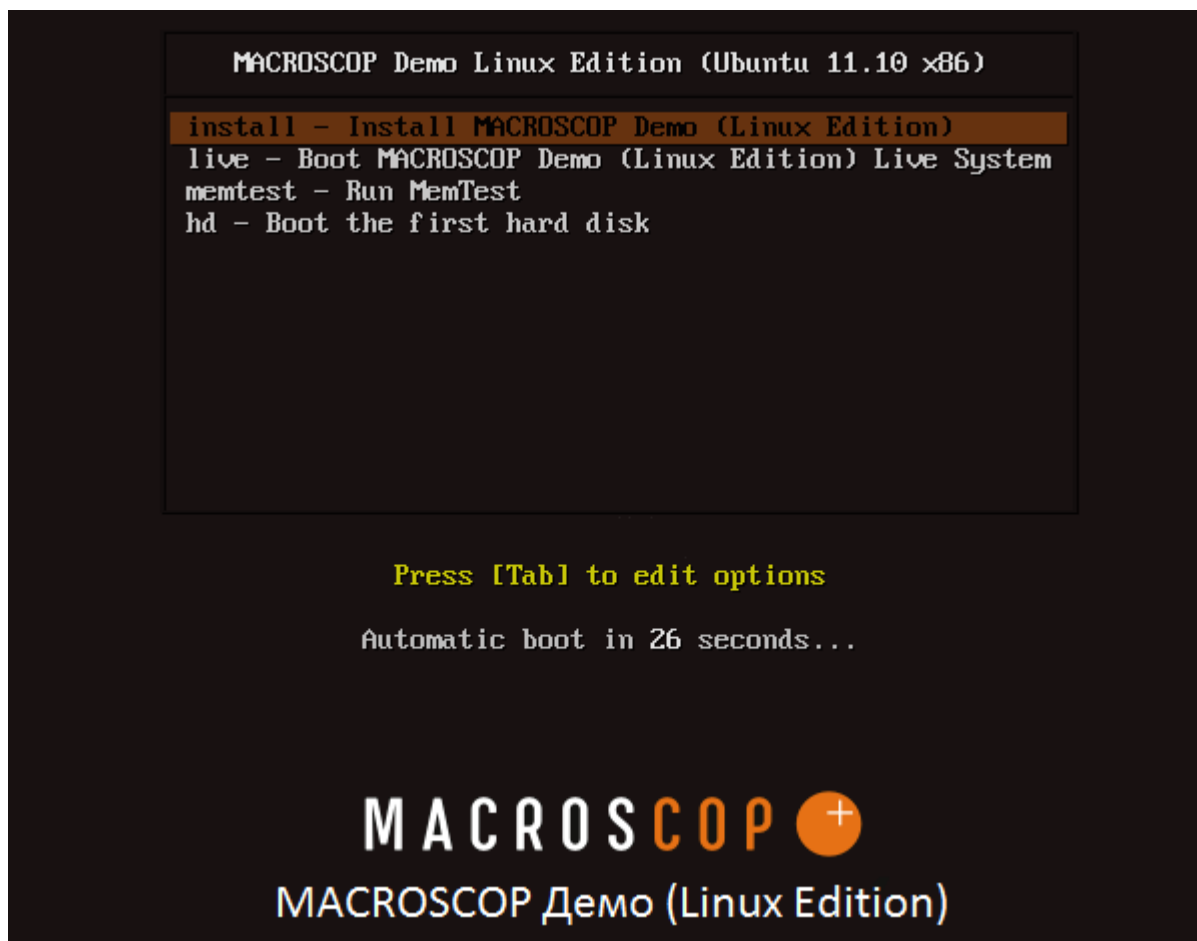 MACROSCOP Demo Linux Edition (Ubuntu 11.10 x86)
install - Install MACROSCOP Demo (Linux Edition)
live - Boot MACROSCOP Demo (Linux Edition) Live System
memtest - Run MemTest
hd - Boot the first hard disk
Press [Tab] to edit options
Automatic boot in 26 seconds...
MACROSCOP
MACROSCOP Демо (Linux Edition)